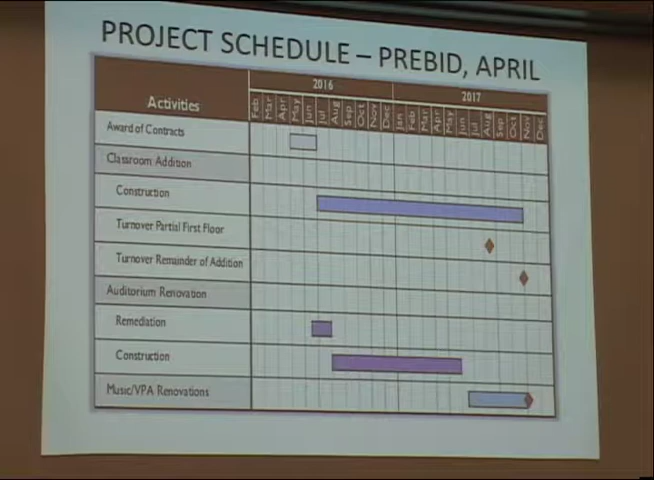 PROJECT SCHEDULE – PREBID, APRIL
2016 2017
Activities Feb Mar Apr May Jun Jul Aug Sep Oct Nov Dec Jan Feb Mar Apr May Jun Jul Aug Sep Oct Nov Dec
Award of Contracts
Classroom Addition
Construction
Turnover Partial First Floor
Turnover Remainder of Addition
Auditorium Renovation
Remediation
Construction
Music/VPA Renovations